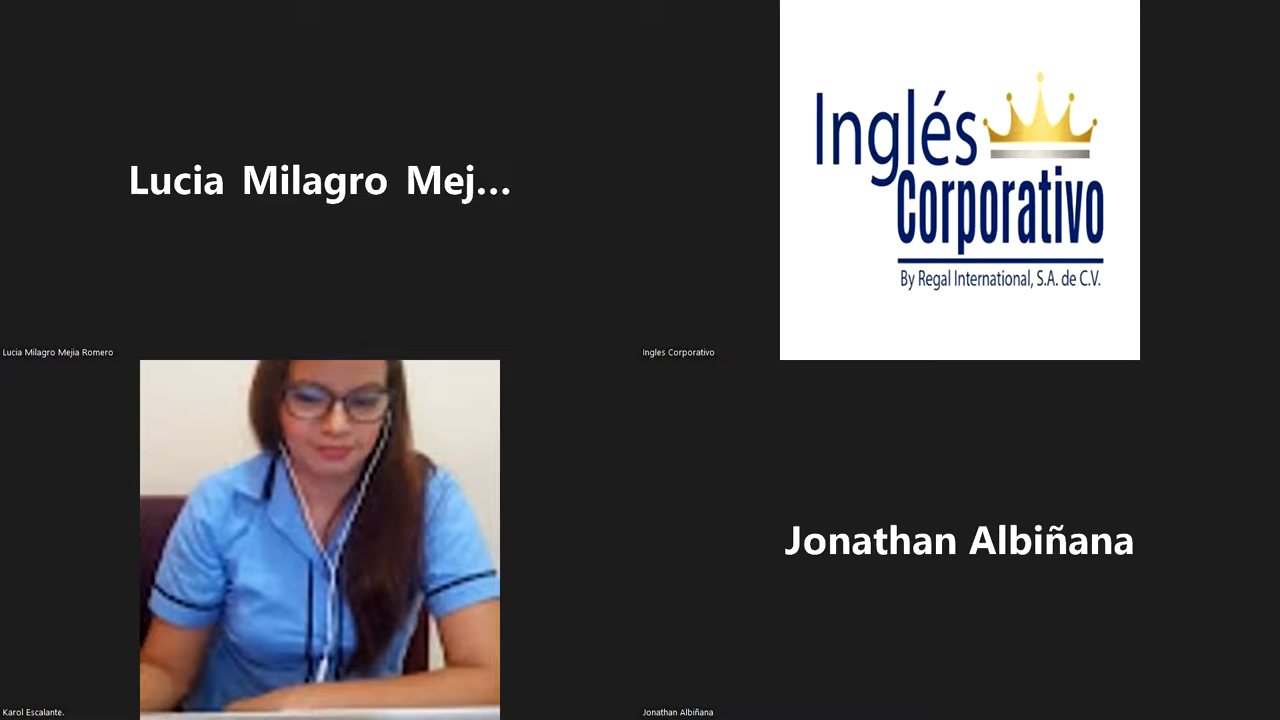 Lucia Milagro Mej...
Lucia Milagro Mejia Romero
Inglés
Corporativo
By Regal International, S.A. de C.V.
Ingles Corporativo
Karol Escalante.
Jonathan Albiñana
Jonathan Albiñana